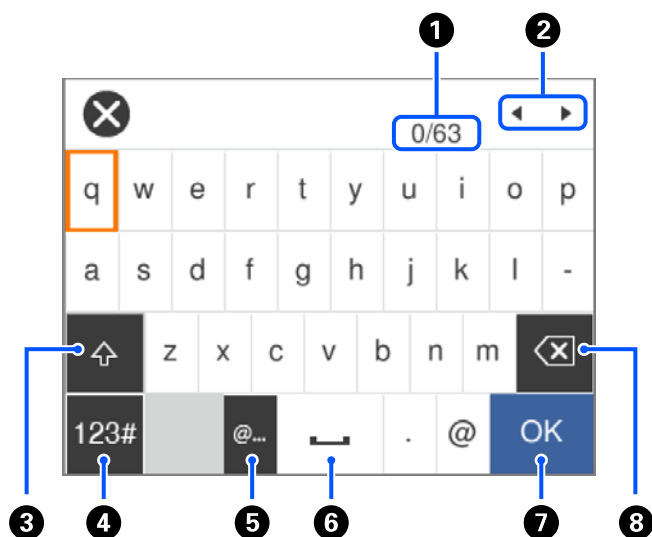 1 2
0/63
q w e r t y u i o p
a s d f g h j k l -
z x c v b n m
123# @... . @ OK
3 4 5 6 7 8